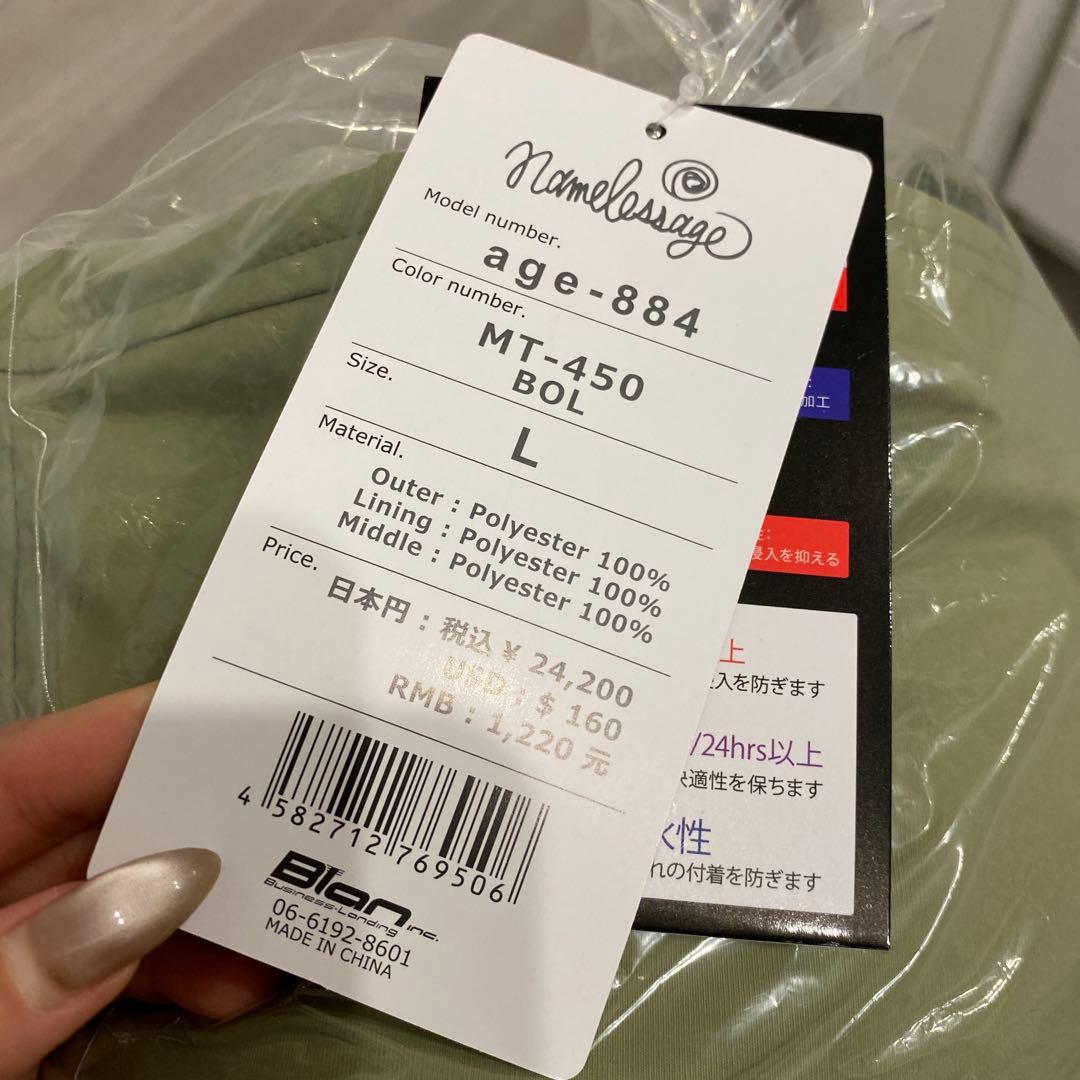 namelessage
Model number.
age-884
Color number.
MT-450
BOL
Size.
L
Material.
Outer : Polyester 100%
Lining : Polyester 100%
Middle : Polyester 100%
Price.
日本円 : 税込 ¥ 24,200
USD : $ 160
RMB : 1,220 元
4 582712 769506
Blan inc.
Business-Landing
06-6192-8601
MADE IN CHINA
加工
性:
浸入を抑える
上
入を防ぎます
/24hrs以上
快適性を保ちます
水性
れの付着を防ぎます